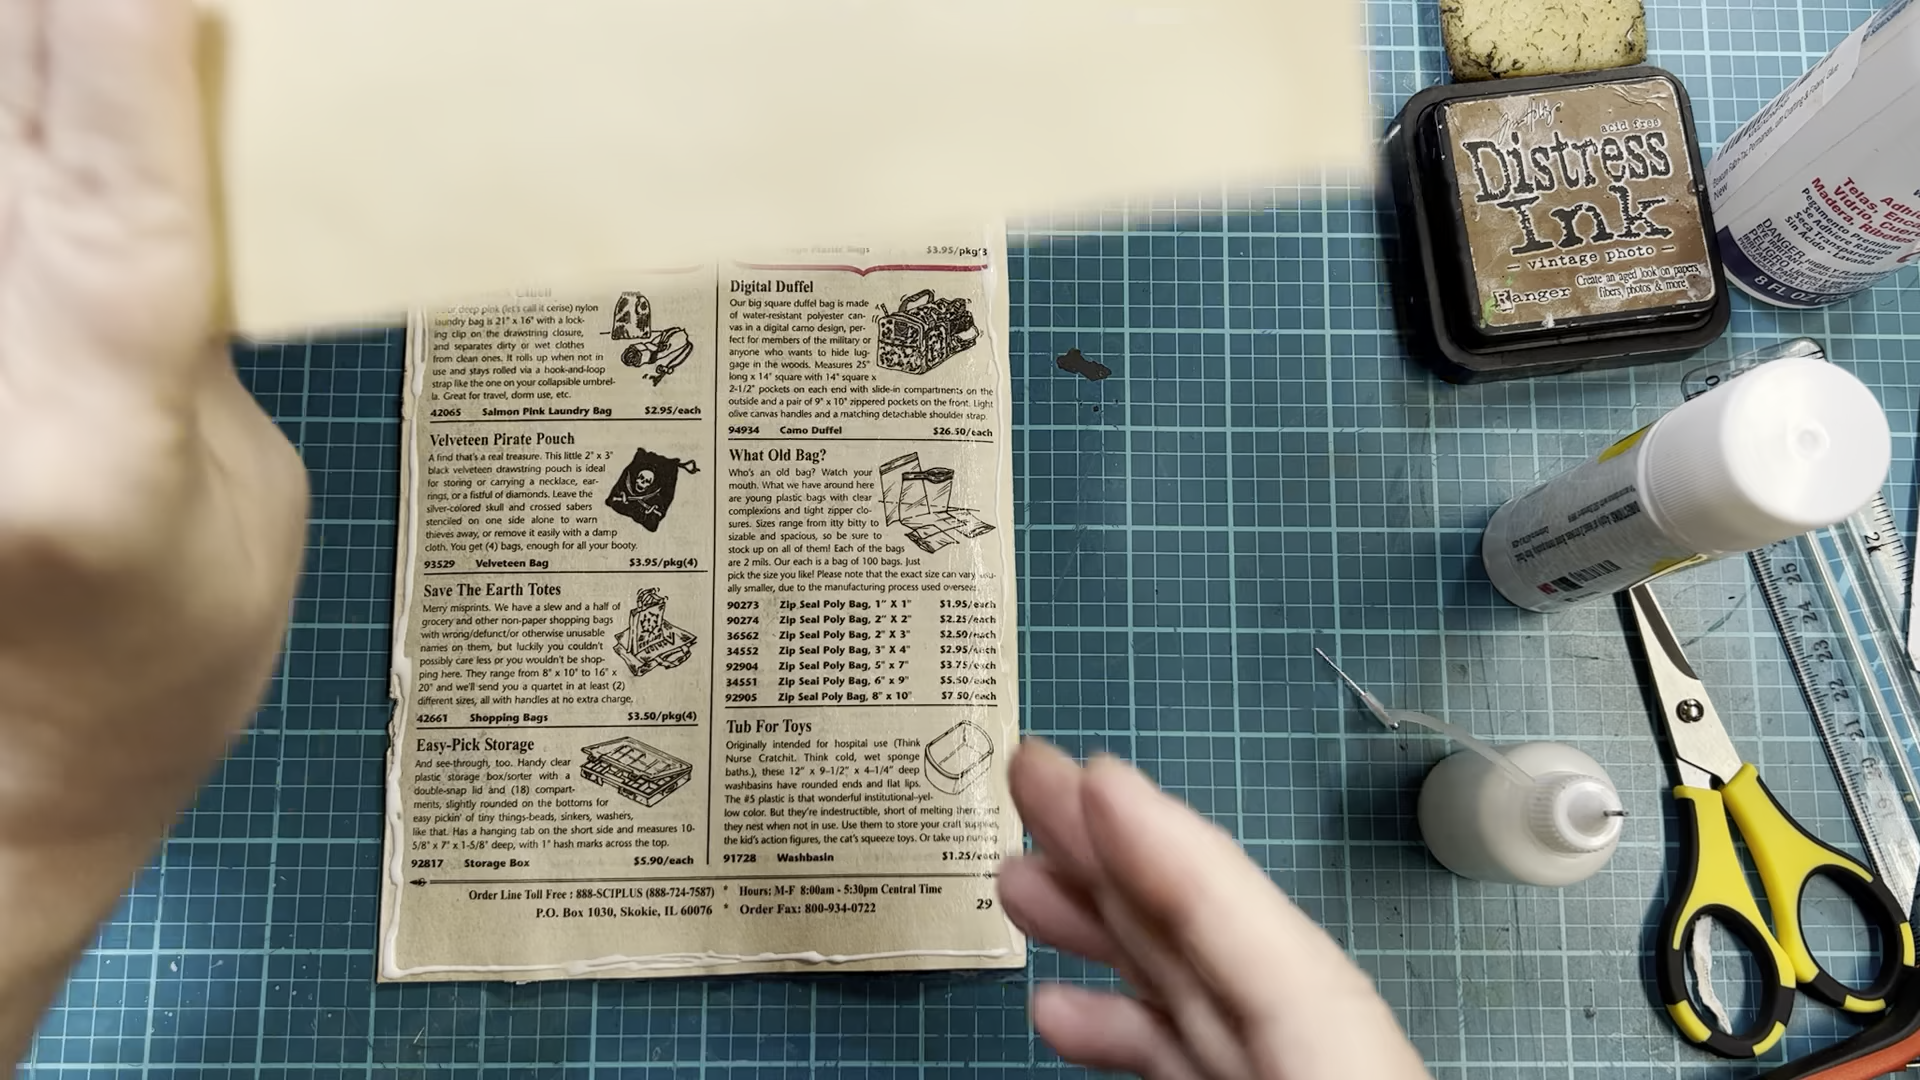 $3.95/pkg
Your deep pink (let's call it cerise) nylon
laundry bag is 21" x 16" with a lock-
ing clip on the drawstring closure,
and separates dirty or wet clothes
from clean ones. It rolls up when not in
use and stays rolled via a hook-and-loop
strap like the one on your collapsible umbrel-
la. Great for travel, dorm use, etc.
42065 Salmon Pink Laundry Bag $2.95/each
Velveteen Pirate Pouch
A find that's a real treasure. This little 2" x 3"
black velveteen drawstring pouch is ideal
for storing or carrying a necklace, ear-
rings, or a fistful of diamonds. Leave the
silver-colored skull and crossed sabers
stenciled on one side alone to warn
thieves away, or remove it easily with a damp
cloth. You get (4) bags, enough for all your booty.
93529 Velveteen Bag $3.95/pkg(4)
Save The Earth Totes
Merry misprints. We have a slew and a half of
grocery and other non-paper shopping bags
with wrong/defunct/or otherwise unusable
names on them, but luckily you couldn't
possibly care less or you wouldn't be shop-
ping here. They range from 8" x 10" to 16" x
20" and we'll send you a quartet in at least (2)
different sizes, all with handles at no extra charge.
42661 Shopping Bags $3.50/pkg(4)
Easy-Pick Storage
And see-through, too. Handy clear
plastic storage box/sorter with a
double-snap lid and (18) compart-
ments, slightly rounded on the bottoms for
easy pickin' of tiny things-beads, sinkers, washers,
like that. Has a hanging tab on the short side and measures 10-
5/8" x 7" x 1-5/8" deep, with 1" hash marks across the top.
92817 Storage Box $5.90/each
Digital Duffel
Our big square duffel bag is made
of water-resistant polyester can-
vas in a digital camo design, per-
fect for members of the military or
anyone who wants to hide lug-
gage in the woods. Measures 25"
long x 14" square with 14" square x
2-1/2" pockets on each end with slide-in compartments on the
outside and a pair of 9" x 10" zippered pockets on the front. Light
olive canvas handles and a matching detachable shoulder strap.
94934 Camo Duffel $26.50/each
What Old Bag?
Who's an old bag? Watch your
mouth. What we have around here
are young plastic bags with clear
complexions and tight zipper clo-
sures. Sizes range from itty bitty to
sizable and spacious, so be sure to
stock up on all of them! Each of the bags
are 2 mils. Our each is a bag of 100 bags. Just
pick the size you like! Please note that the exact size can vary usu-
ally smaller, due to the manufacturing process used overseas.
90273 Zip Seal Poly Bag, 1" X 1" $1.95/each
90274 Zip Seal Poly Bag, 2" X 2" $2.25/each
36562 Zip Seal Poly Bag, 2" X 3" $2.50/each
34552 Zip Seal Poly Bag, 3" X 4" $2.95/each
92904 Zip Seal Poly Bag, 5" x 7" $3.75/each
34551 Zip Seal Poly Bag, 6" x 9" $5.50/each
92905 Zip Seal Poly Bag, 8" x 10" $7.50/each
Tub For Toys
Originally intended for hospital use (Think
Nurse Cratchit. Think cold, wet sponge
baths.), these 12" x 9-1/2" x 4-1/4" deep
washbasins have rounded ends and flat lips.
The #5 plastic is that wonderful institutional-yel-
low color. But they're indestructible, short of melting them, and
they nest when not in use. Use them to store your craft supplies,
the kid's action figures, the cat's squeeze toys. Or take up nursing.
91728 Washbasin $1.25/each
Order Line Toll Free : 888-SCIPLUS (888-724-7587) * Hours: M-F 8:00am - 5:30pm Central Time
P.O. Box 1030, Skokie, IL 60076 * Order Fax: 800-934-0722
29
Tim Holtz
acid free
Distress
Ink
– vintage photo –
Create an aged look on papers,
fibers, photos & more
Ranger
Telas, 
Vidrio, 
Madera, 
Pegamento Premium
Se Adhiere Rápido
Seca Transparente
Sin Ácido
DANGER
PELIGRO
8 FL OZ
25
24
23
22
21